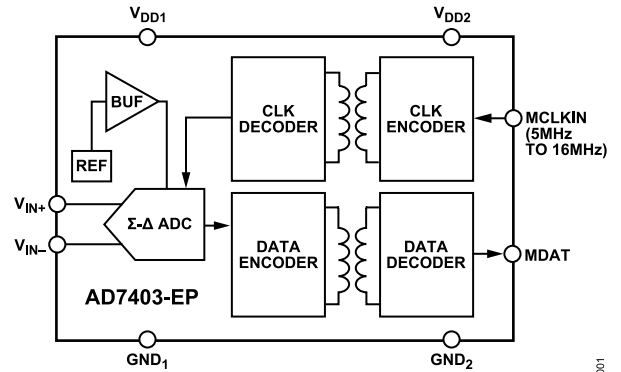 VDD1 VDD2
BUF
REF
CLK
DECODER
CLK
ENCODER
MCLKIN
(5MHz
TO 16MHz)
VIN+
VIN–
Σ-Δ ADC
DATA
ENCODER
DATA
DECODER
MDAT
AD7403-EP
GND1 GND2
001